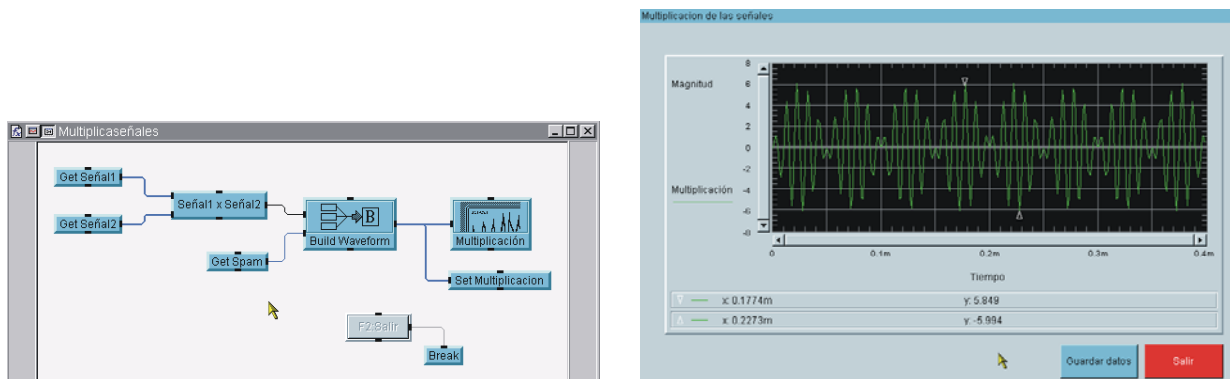 Multiplicaseñales
Get Señal1
Get Señal2
Señal1 x Señal2
Get Spam
B
Build Waveform
Multiplicación
Set Multiplicacion
F2:Salir
Break
Multiplicacion de las señales
Magnitud
Multiplicación
8
6
4
2
0
-2
-4
-6
-8
0 0.1m 0.2m 0.3m 0.4m
Tiempo
x: 0.1774m y: 5.849
x: 0.2273m y: -5.994
Guardar datos Salir